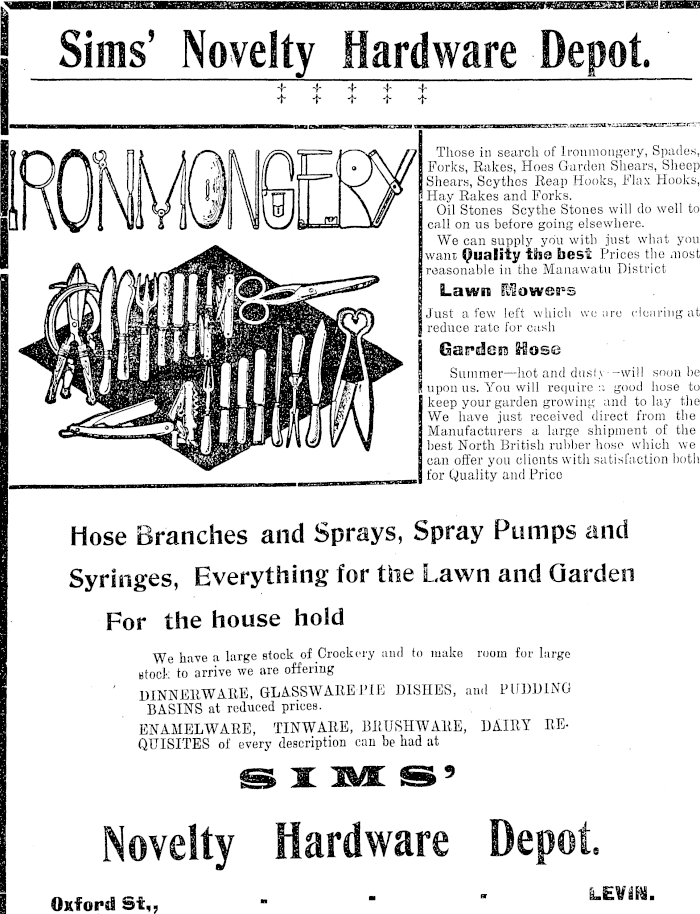 Sims' Novelty Hardware Depot.
IRONMONGERY
Those in search of Ironmongery, Spades,
Forks, Rakes, Hoes Garden Shears, Sheep
Shears, Scythes Reap Hooks, Flax Hooks,
Hay Rakes and Forks.
Oil Stones Scythe Stones will do well to
call on us before going elsewhere.
We can supply you with just what you
want Quality the best Prices the most
reasonable in the Manawatu District
Lawn Mowers
Just a few left which we are clearing at
reduce rate for cash
Garden Hose
Summer—hot and dusty—will soon be
upon us. You will require a good hose to
keep your garden growing and to lay the
We have just received direct from the
Manufacturers a large shipment of the
best North British rubber hose which we
can offer you clients with satisfaction both
for Quality and Price
Hose Branches and Sprays, Spray Pumps and
Syringes, Everything for the Lawn and Garden
For the house hold
We have a large stock of Crockery and to make room for large
stock to arrive we are offering
DINNERWARE, GLASSWARE PIE DISHES, and PUDDING
BASINS at reduced prices.
ENAMELWARE, TINWARE, BRUSHWARE, DAIRY RE-
QUISITES of every description can be had at
SIMS'
Novelty Hardware Depot.
Oxford St., - - - LEVIN.